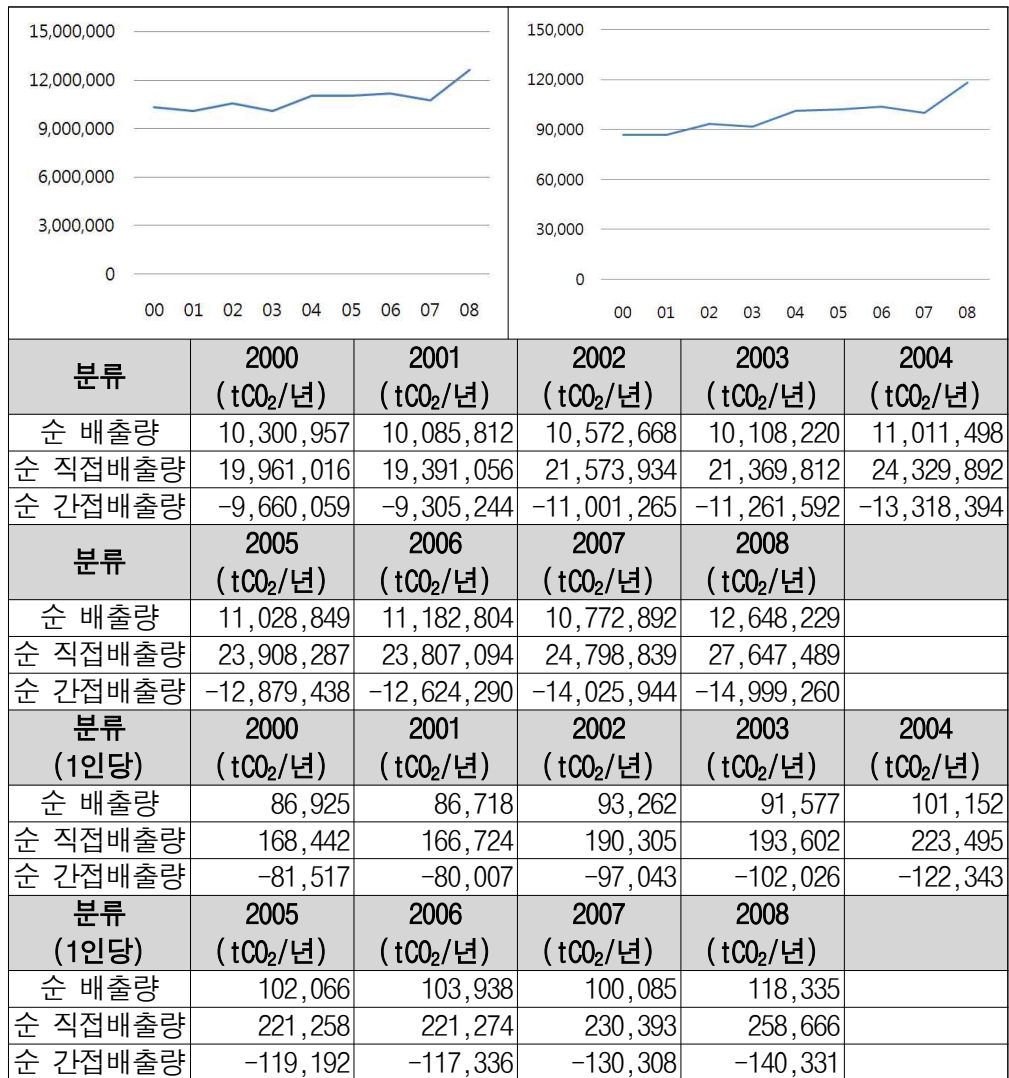 15,000,000
12,000,000
9,000,000
6,000,000
3,000,000
0
00 01 02 03 04 05 06 07 08
150,000
120,000
90,000
60,000
30,000
0
00 01 02 03 04 05 06 07 08
분류 2000 (tCO₂/년) 2001 (tCO₂/년) 2002 (tCO₂/년) 2003 (tCO₂/년) 2004 (tCO₂/년)
순 배출량 10,300,957 10,085,812 10,572,668 10,108,220 11,011,498
순 직접배출량 19,961,016 19,391,056 21,573,934 21,369,812 24,329,892
순 간접배출량 -9,660,059 -9,305,244 -11,001,265 -11,261,592 -13,318,394
분류 2005 (tCO₂/년) 2006 (tCO₂/년) 2007 (tCO₂/년) 2008 (tCO₂/년)
순 배출량 11,028,849 11,182,804 10,772,892 12,648,229
순 직접배출량 23,908,287 23,807,094 24,798,839 27,647,489
순 간접배출량 -12,879,438 -12,624,290 -14,025,944 -14,999,260
분류 2000 2001 2002 2003 2004
(1인당) (tCO₂/년) (tCO₂/년) (tCO₂/년) (tCO₂/년) (tCO₂/년)
순 배출량 86,925 86,718 93,262 91,577 101,152
순 직접배출량 168,442 166,724 190,305 193,602 223,495
순 간접배출량 -81,517 -80,007 -97,043 -102,026 -122,343
분류 2005 2006 2007 2008
(1인당) (tCO₂/년) (tCO₂/년) (tCO₂/년) (tCO₂/년)
순 배출량 102,066 103,938 100,085 118,335
순 직접배출량 221,258 221,274 230,393 258,666
순 간접배출량 -119,192 -117,336 -130,308 -140,331